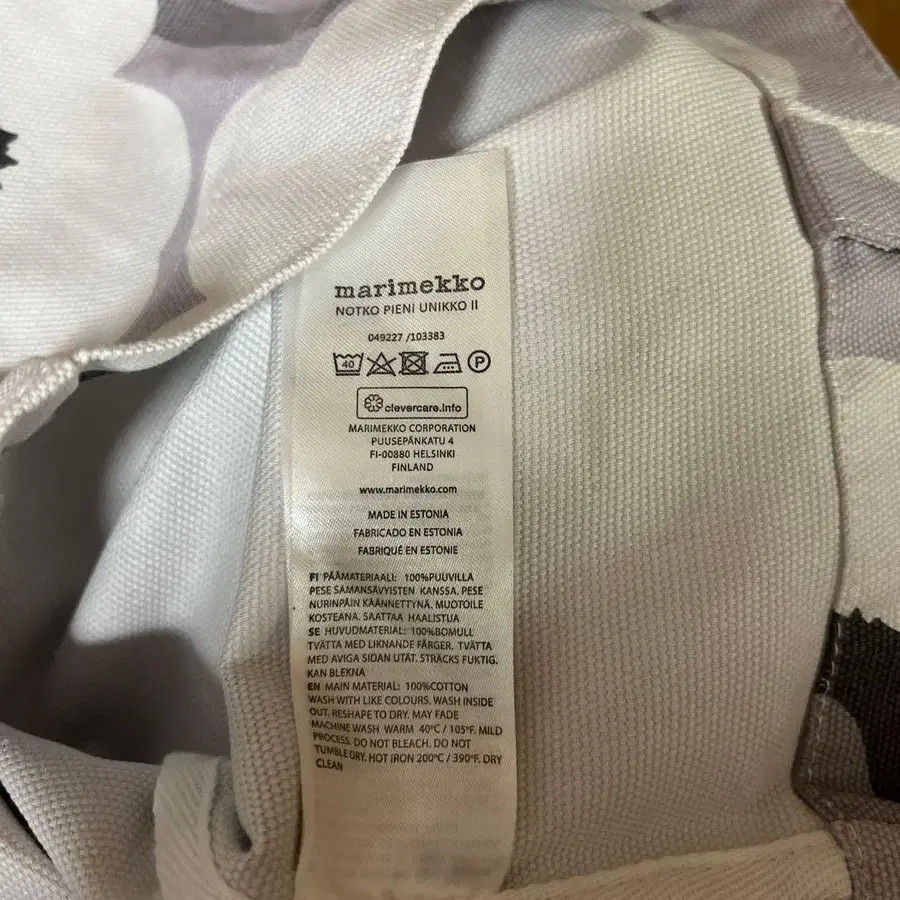 marimekko
NOTKO PIENI UNIKKO II
049227 /103383
40
P
clevercare.info
MARIMEKKO CORPORATION
PUUSEPÄNKATU 4
FI-00880 HELSINKI
FINLAND
www.marimekko.com
MADE IN ESTONIA
FABRICADO EN ESTONIA
FABRIQUÉ EN ESTONIE
FI PÄÄMATERIAALI: 100%PUUVILLA
PESE SAMANSÄVYISTEN KANSSA. PESE
NURINPÄIN KÄÄNNETTYNÄ. MUOTOILE
KOSTEANA. SAATTAA HAALISTUA
SE HUVUDMATERIAL: 100%BOMULL
TVÄTTA MED LIKNANDE FÄRGER. TVÄTTA
MED AVIGA SIDAN UTÅT. STRÄCKS FUKTIG.
KAN BLEKNA
EN MAIN MATERIAL: 100%COTTON
WASH WITH LIKE COLOURS. WASH INSIDE
OUT. RESHAPE TO DRY. MAY FADE
MACHINE WASH WARM 40°C / 105°F. MILD
PROCESS. DO NOT BLEACH. DO NOT
TUMBLE DRY. HOT IRON 200°C / 390°F. DRY
CLEAN